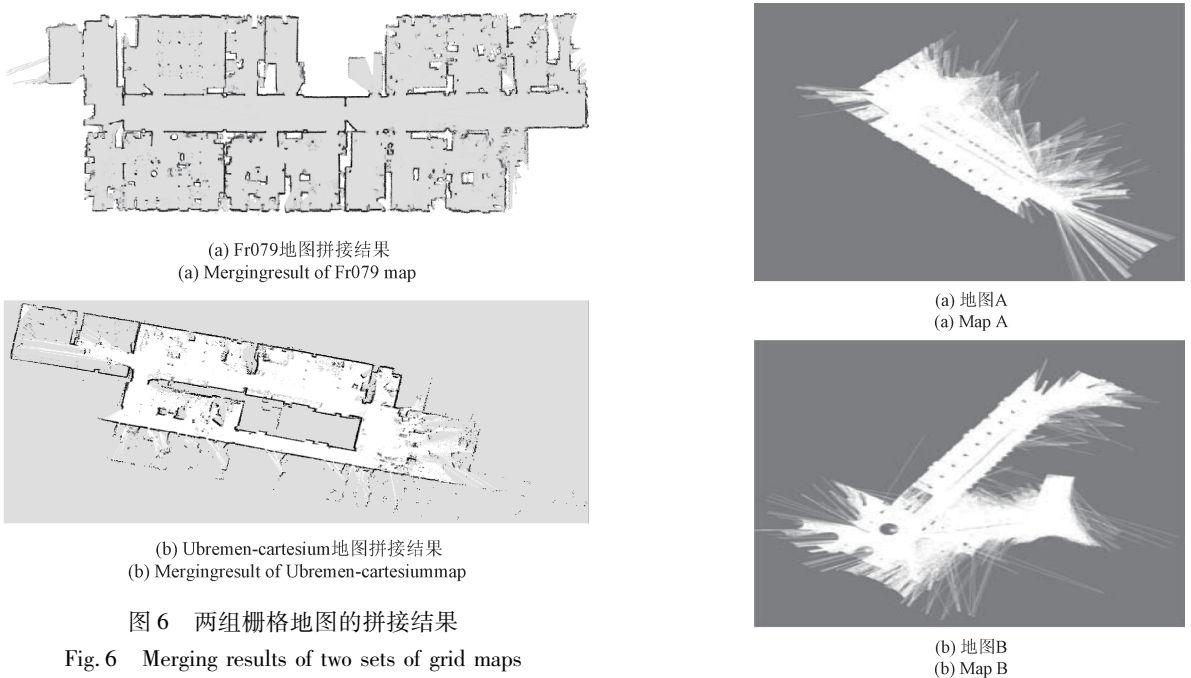 (a) Fr079地图拼接结果
(a) Mergingresult of Fr079 map
(b) Ubremen-cartesium地图拼接结果
(b) Mergingresult of Ubremen-cartesiummap
图 6 两组栅格地图的拼接结果
Fig. 6 Merging results of two sets of grid maps
(a) 地图A
(a) Map A
(b) 地图B
(b) Map B